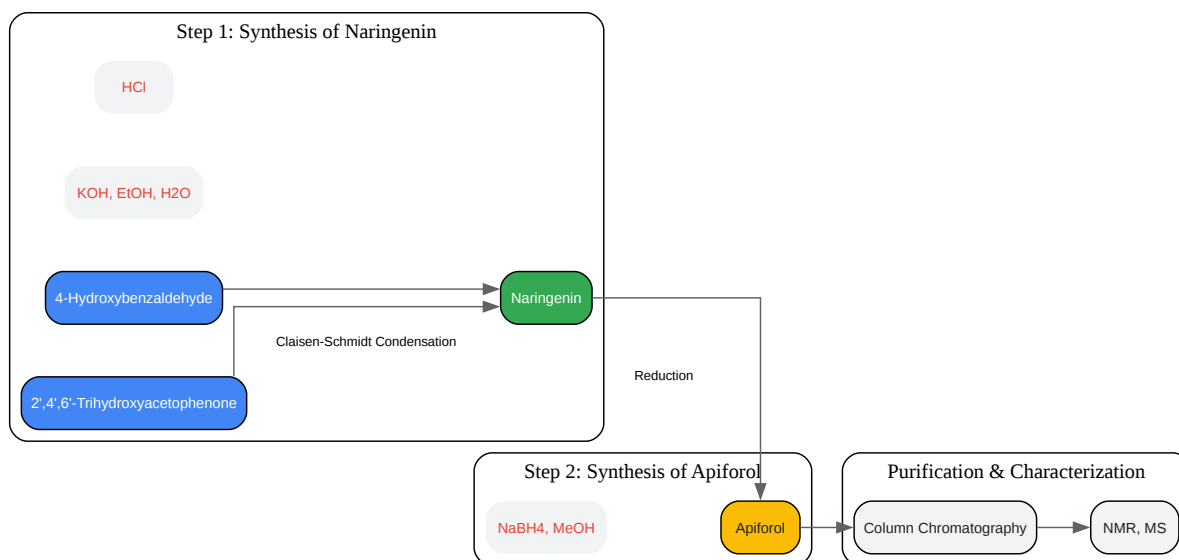 Step 1: Synthesis of Naringenin
HCl
KOH, EtOH, H2O
4-Hydroxybenzaldehyde
Naringenin
Claisen-Schmidt Condensation
2',4',6'-Trihydroxyacetophenone
Reduction
Step 2: Synthesis of Apiforol
NaBH4, MeOH
Apiforol
Purification & Characterization
Column Chromatography
NMR, MS